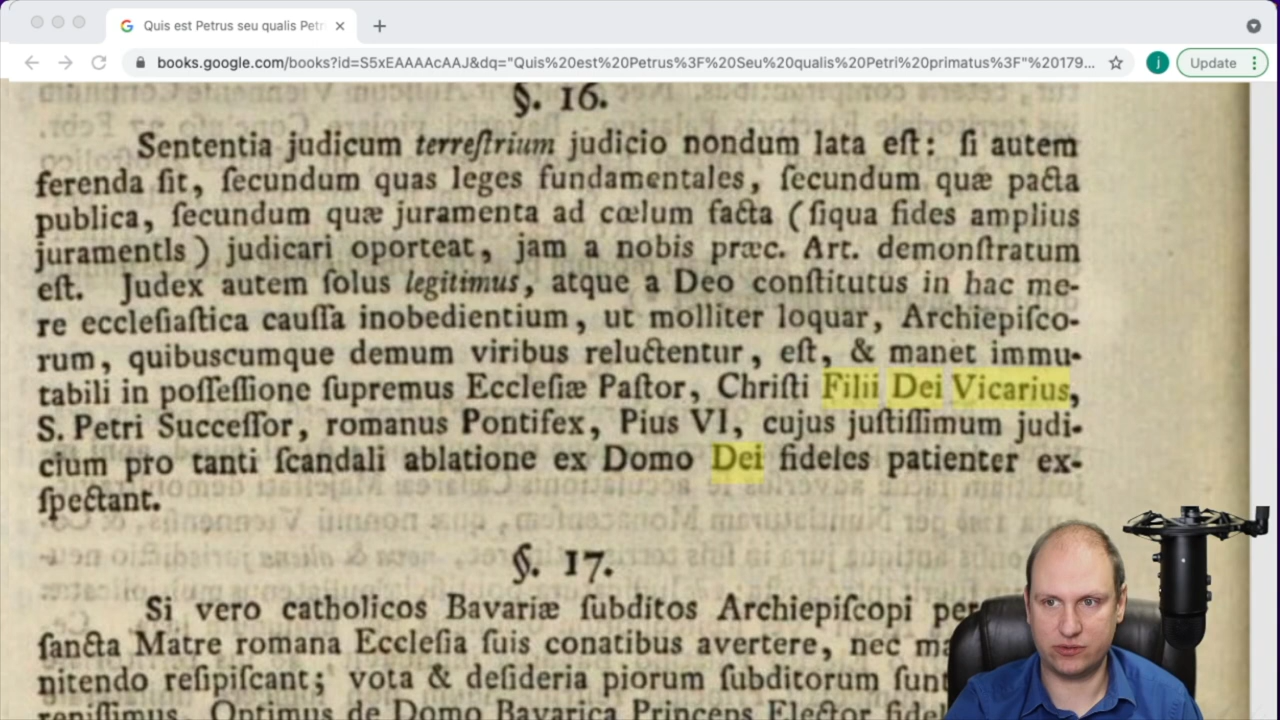 Quis est Petrus seu qualis Petr
books.google.com/books?id=S5xEAAAAcAAJ&dq="Quis%20est%20Petrus%3F%20Seu%20qualis%20Petri%20primatus%3F"%20179...
j
Update
§. 16.
Sententia judicum terreſtrium judicio nondum lata eſt: ſi autem
ferenda ſit, ſecundum quas leges fundamentales, ſecundum quæ pacta
publica, ſecundum quæ juramenta ad cœlum facta (ſiqua fides amplius
juramentis) judicari oporteat, jam a nobis præc. Art. demonſtratum
eſt. Judex autem ſolus legitimus, atque a Deo conſtitutus in hac me-
re eccleſiaſtica cauſſa inobedientium, ut molliter loquar, Archiepiſco-
rum, quibuscumque demum viribus reluctentur, eſt, & manet immu-
tabili in poſſeſſione ſupremus Eccleſiæ Paſtor, Chriſti Filii Dei Vicarius,
S. Petri Succeſſor, romanus Pontifex, Pius VI, cujus juſtiſſimum judi-
cium pro tanti ſcandali ablatione ex Domo Dei fideles patienter ex-
ſpectant.
§. 17.
Si vero catholicos Bavariæ ſubditos Archiepiſcopi
ſancta Matre romana Eccleſia ſuis conatibus avertere, nec
nitendo reſipiſcant; vota & deſideria piorum ſubditorum
reniſſimus, Optimus de Domo Bavarica Princeps Elector